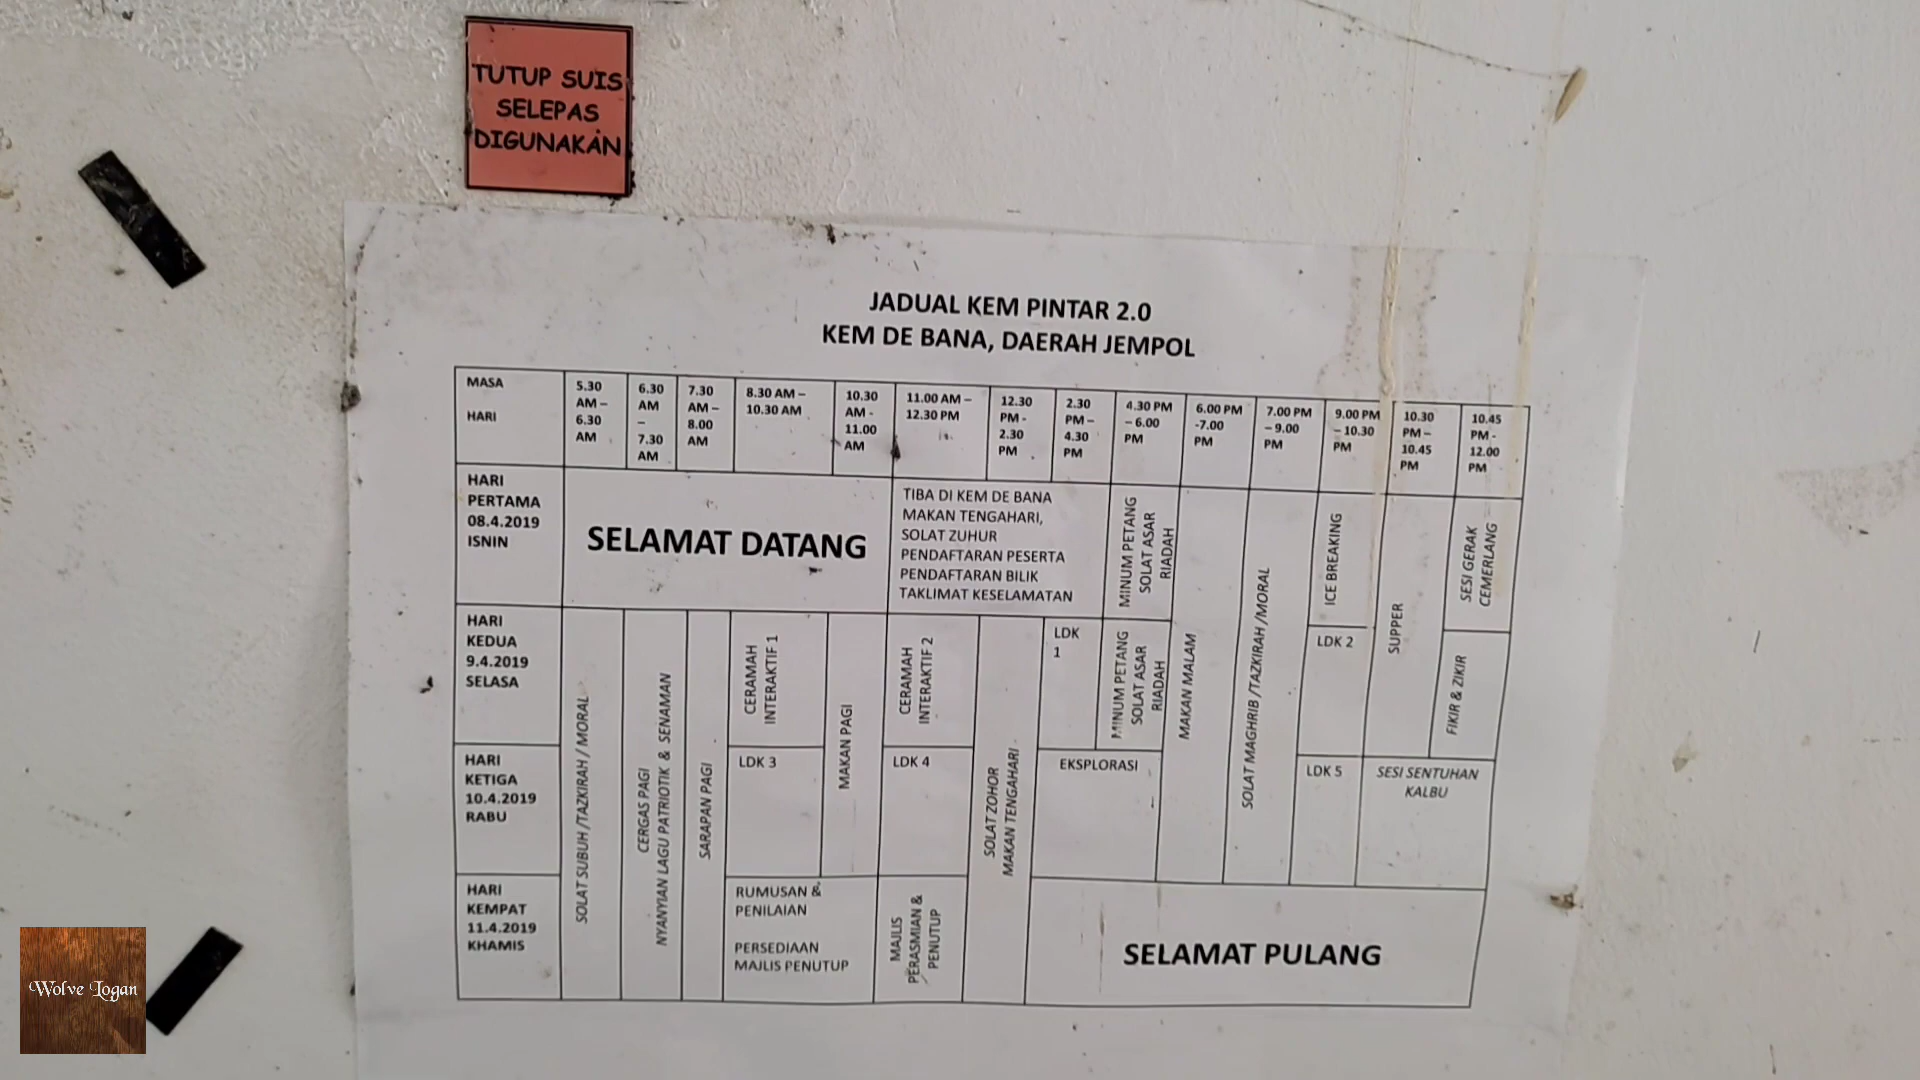 TUTUP SUIS
SELEPAS
DIGUNAKAN
JADUAL KEM PINTAR 2.0
KEM DE BANA, DAERAH JEMPOL
MASA
HARI
5.30
AM –
6.30
AM
6.30
AM
–
7.30
AM
7.30
AM –
8.00
AM
8.30 AM –
10.30 AM
10.30
AM -
11.00
AM
11.00 AM –
12.30 PM
12.30
PM -
2.30
PM
2.30
PM –
4.30
PM
4.30 PM
– 6.00
PM
6.00 PM
-7.00
PM
7.00 PM
– 9.00
PM
9.00 PM
– 10.30
PM
10.30
PM –
10.45
PM
10.45
PM -
12.00
PM
HARI
PERTAMA
08.4.2019
ISNIN
SELAMAT DATANG
TIBA DI KEM DE BANA
MAKAN TENGAHARI,
SOLAT ZUHUR
PENDAFTARAN PESERTA
PENDAFTARAN BILIK
TAKLIMAT KESELAMATAN
MINUM PETANG
SOLAT ASAR
RIADAH
MAKAN MALAM
SOLAT MAGHRIB /TAZKIRAH /MORAL
ICE BREAKING
SUPPER
SESI GERAK
CEMERLANG
HARI
KEDUA
9.4.2019
SELASA
SOLAT SUBUH /TAZKIRAH / MORAL
CERGAS PAGI
NYANYIAN LAGU PATRIOTIK & SENAMAN
SARAPAN PAGI
CERAMAH
INTERAKTIF 1
MAKAN PAGI
CERAMAH
INTERAKTIF 2
SOLAT ZOHOR
MAKAN TENGAHARI
LDK
1
MINUM PETANG
SOLAT ASAR
RIADAH
LDK 2
FIKIR & ZIKIR
HARI
KETIGA
10.4.2019
RABU
LDK 3
LDK 4
EKSPLORASI
LDK 5
SESI SENTUHAN
KALBU
HARI
KEMPAT
11.4.2019
KHAMIS
RUMUSAN &
PENILAIAN
PERSEDIAAN
MAJLIS PENUTUP
MAJLIS
PERASMIAN &
PENUTUP
SELAMAT PULANG
Wolve Logan